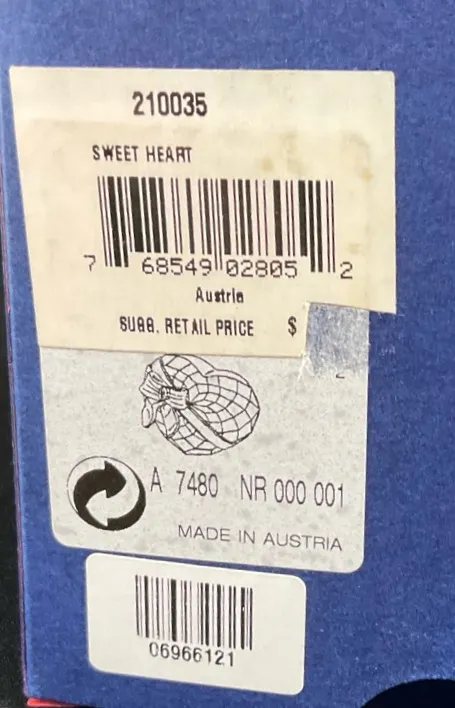 210035
SWEET HEART
7 68549 02805 2
Austria
SUGG. RETAIL PRICE $
A 7480 NR 000 001
MADE IN AUSTRIA
06966121